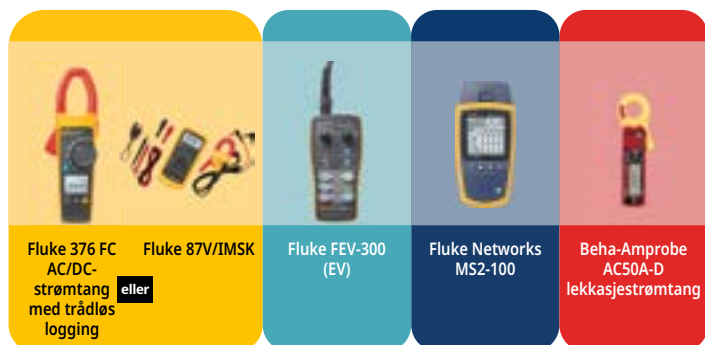 Fluke 376 FC
AC/DC-
strømtang
med trådløs
logging
eller
Fluke 87V/IMSK
Fluke FEV-300
(EV)
Fluke Networks
MS2-100
Beha-Amprobe
AC50A-D
lekkasjestrømtang